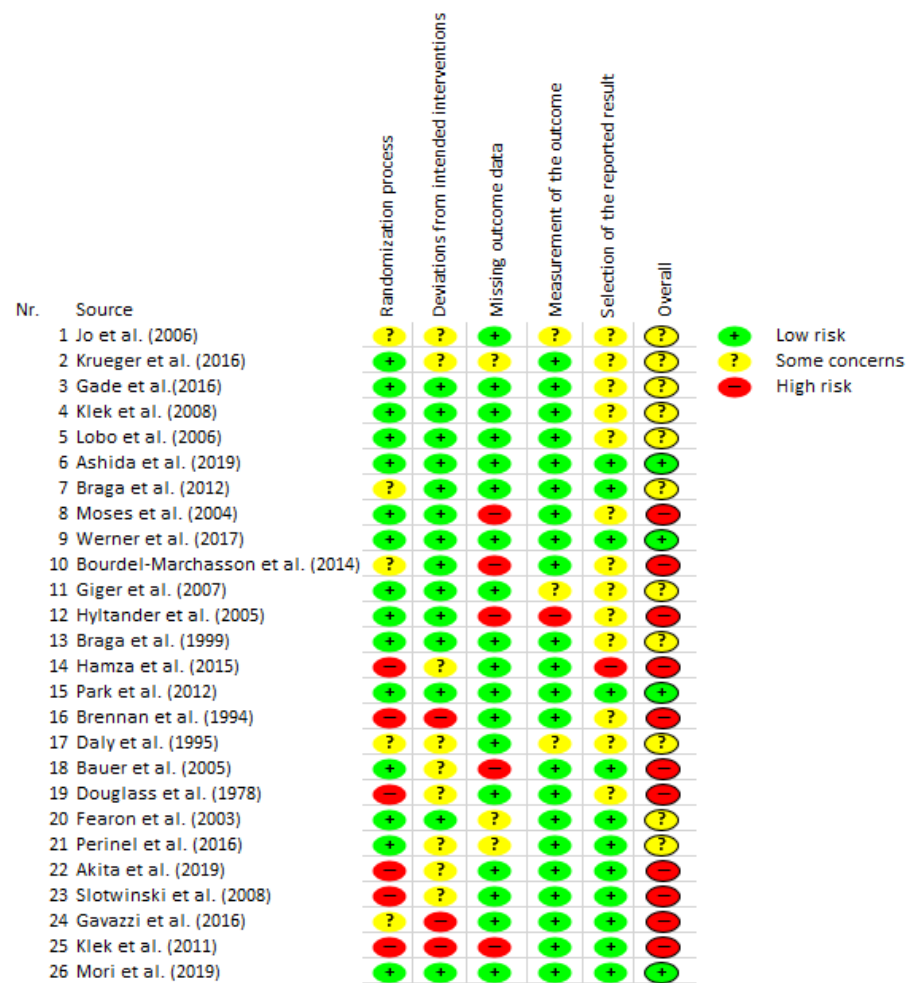 Randomization process
Deviations from intended interventions
Missing outcome data
Measurement of the outcome
Selection of the reported result
Overall
Nr. Source
1 Jo et al. (2006) ? ? + ? ? ? + Low risk
2 Krueger et al. (2016) + ? ? + ? ? ? Some concerns
3 Gade et al.(2016) + + + + ? ? − High risk
4 Klek et al. (2008) + + + + ? ?
5 Lobo et al. (2006) + + + + ? ?
6 Ashida et al. (2019) + + + + + +
7 Braga et al. (2012) ? + + + + ?
8 Moses et al. (2004) + + − + ? −
9 Werner et al. (2017) + + + + + +
10 Bourdel-Marchasson et al. (2014) ? + − + ? −
11 Giger et al. (2007) + + + ? ? ?
12 Hyltander et al. (2005) + + − − ? −
13 Braga et al. (1999) + + + + ? ?
14 Hamza et al. (2015) − ? + + − −
15 Park et al. (2012) + + + + + +
16 Brennan et al. (1994) − − + + ? −
17 Daly et al. (1995) ? ? + ? ? ?
18 Bauer et al. (2005) + ? − + + −
19 Douglass et al. (1978) − ? + + ? −
20 Fearon et al. (2003) + + ? + + ?
21 Perinel et al. (2016) + ? ? + + ?
22 Akita et al. (2019) − ? + + + −
23 Slotwinski et al. (2008) − ? + + + −
24 Gavazzi et al. (2016) ? − + + + −
25 Klek et al. (2011) − − − + + −
26 Mori et al. (2019) + + + + + +